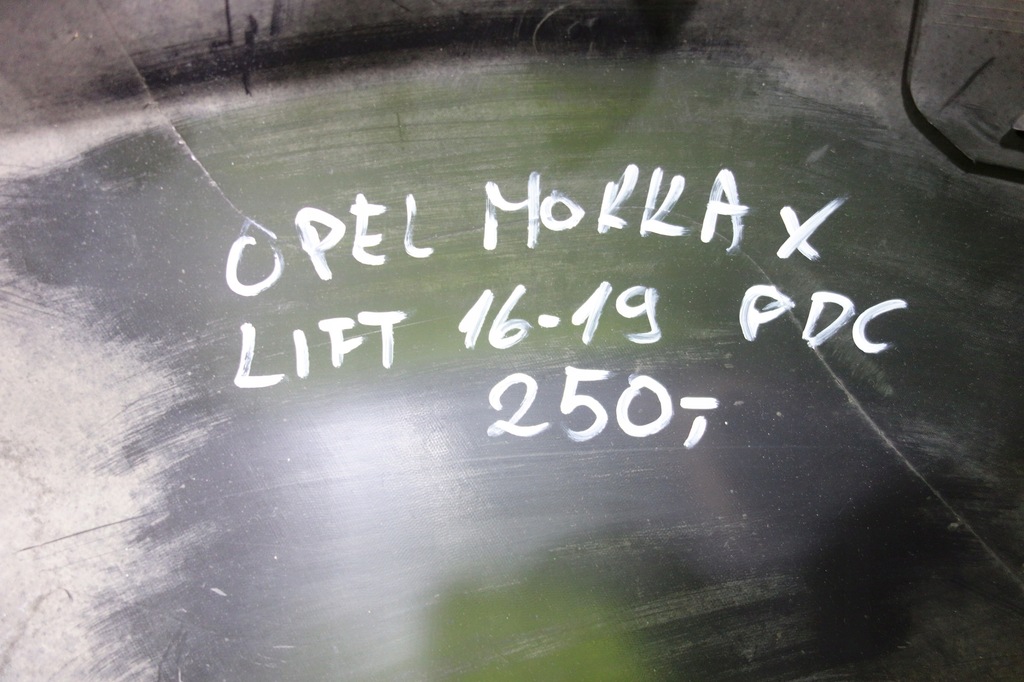 OPEL MOKKA X
LIFT 16-19 PDC
250,-